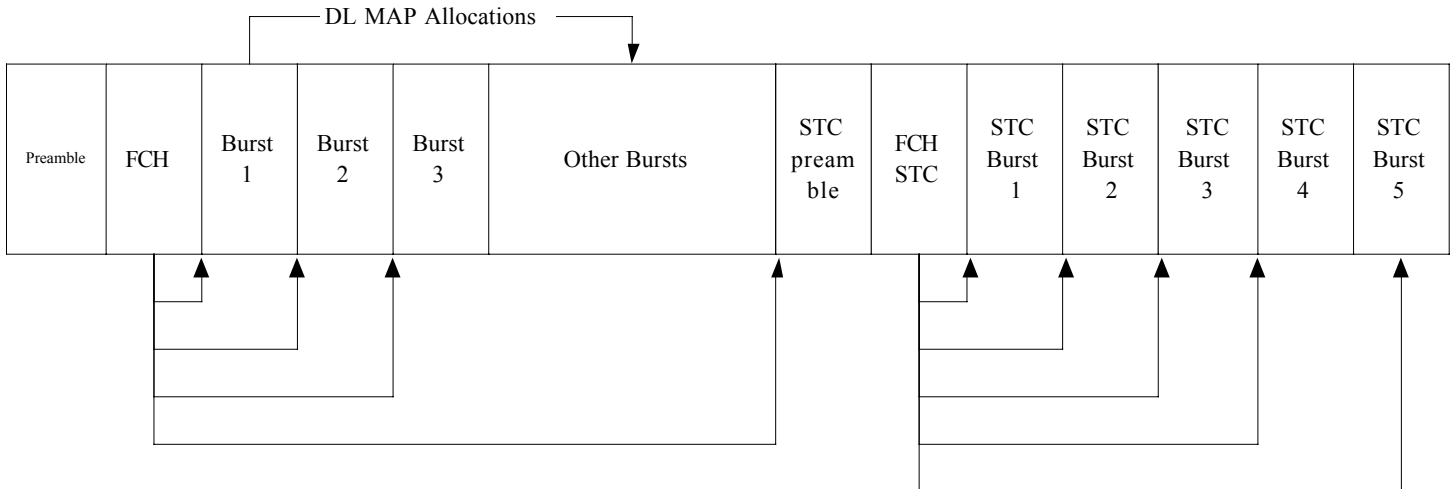 DL MAP Allocations
Preamble
FCH
Burst
1
Burst
2
Burst
3
Other Bursts
STC
pream
ble
FCH
STC
STC
Burst
1
STC
Burst
2
STC
Burst
3
STC
Burst
4
STC
Burst
5